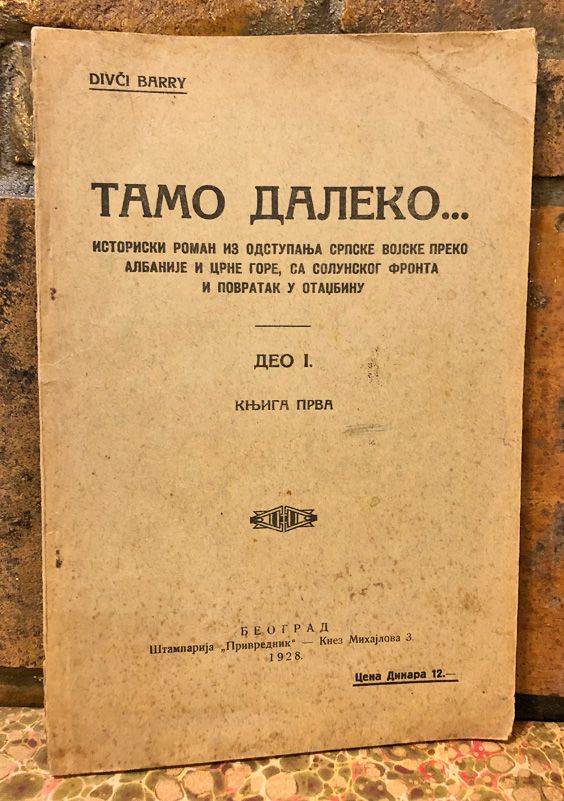 DIVČI BARRY
ТАМО ДАЛЕКО...
ИСТОРИСКИ РОМАН ИЗ ОДСТУПАЊА СРПСКЕ ВОЈСКЕ ПРЕКО
АЛБАНИЈЕ И ЦРНЕ ГОРЕ, СА СОЛУНСКОГ ФРОНТА
И ПОВРАТАК У ОТАЏБИНУ
ДЕО I.
КЊИГА ПРВА
БЕОГРАД
Штампарија „Привредник“ — Кнез Михајлова 3.
1928.
Цена Динара 12.—